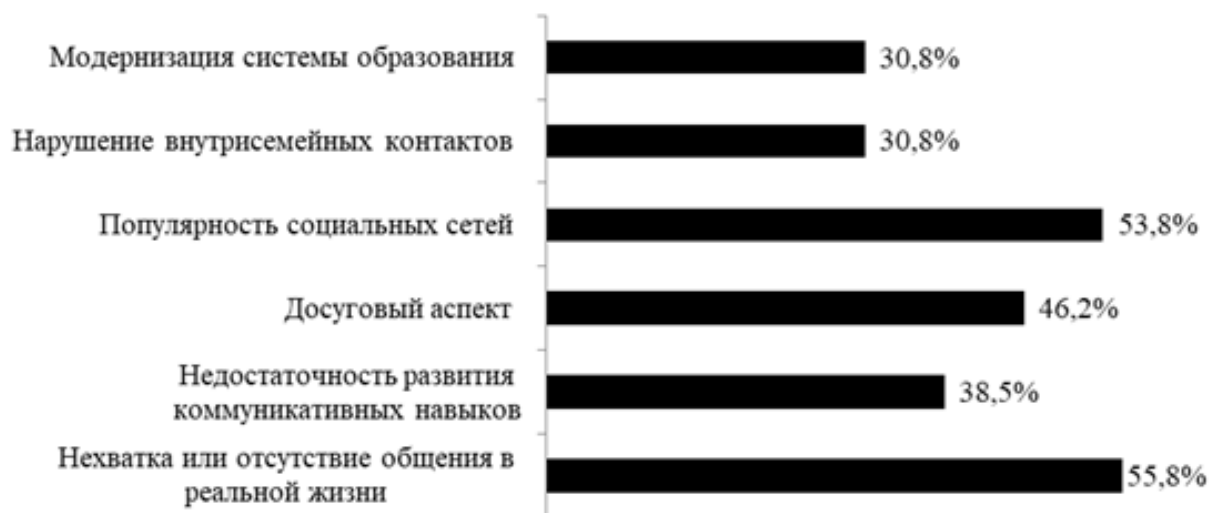 Модернизация системы образования
30,8%
Нарушение внутрисемейных контактов
30,8%
Популярность социальных сетей
53,8%
Досуговый аспект
46,2%
Недостаточность развития
коммуникативных навыков
38,5%
Нехватка или отсутствие общения в
реальной жизни
55,8%